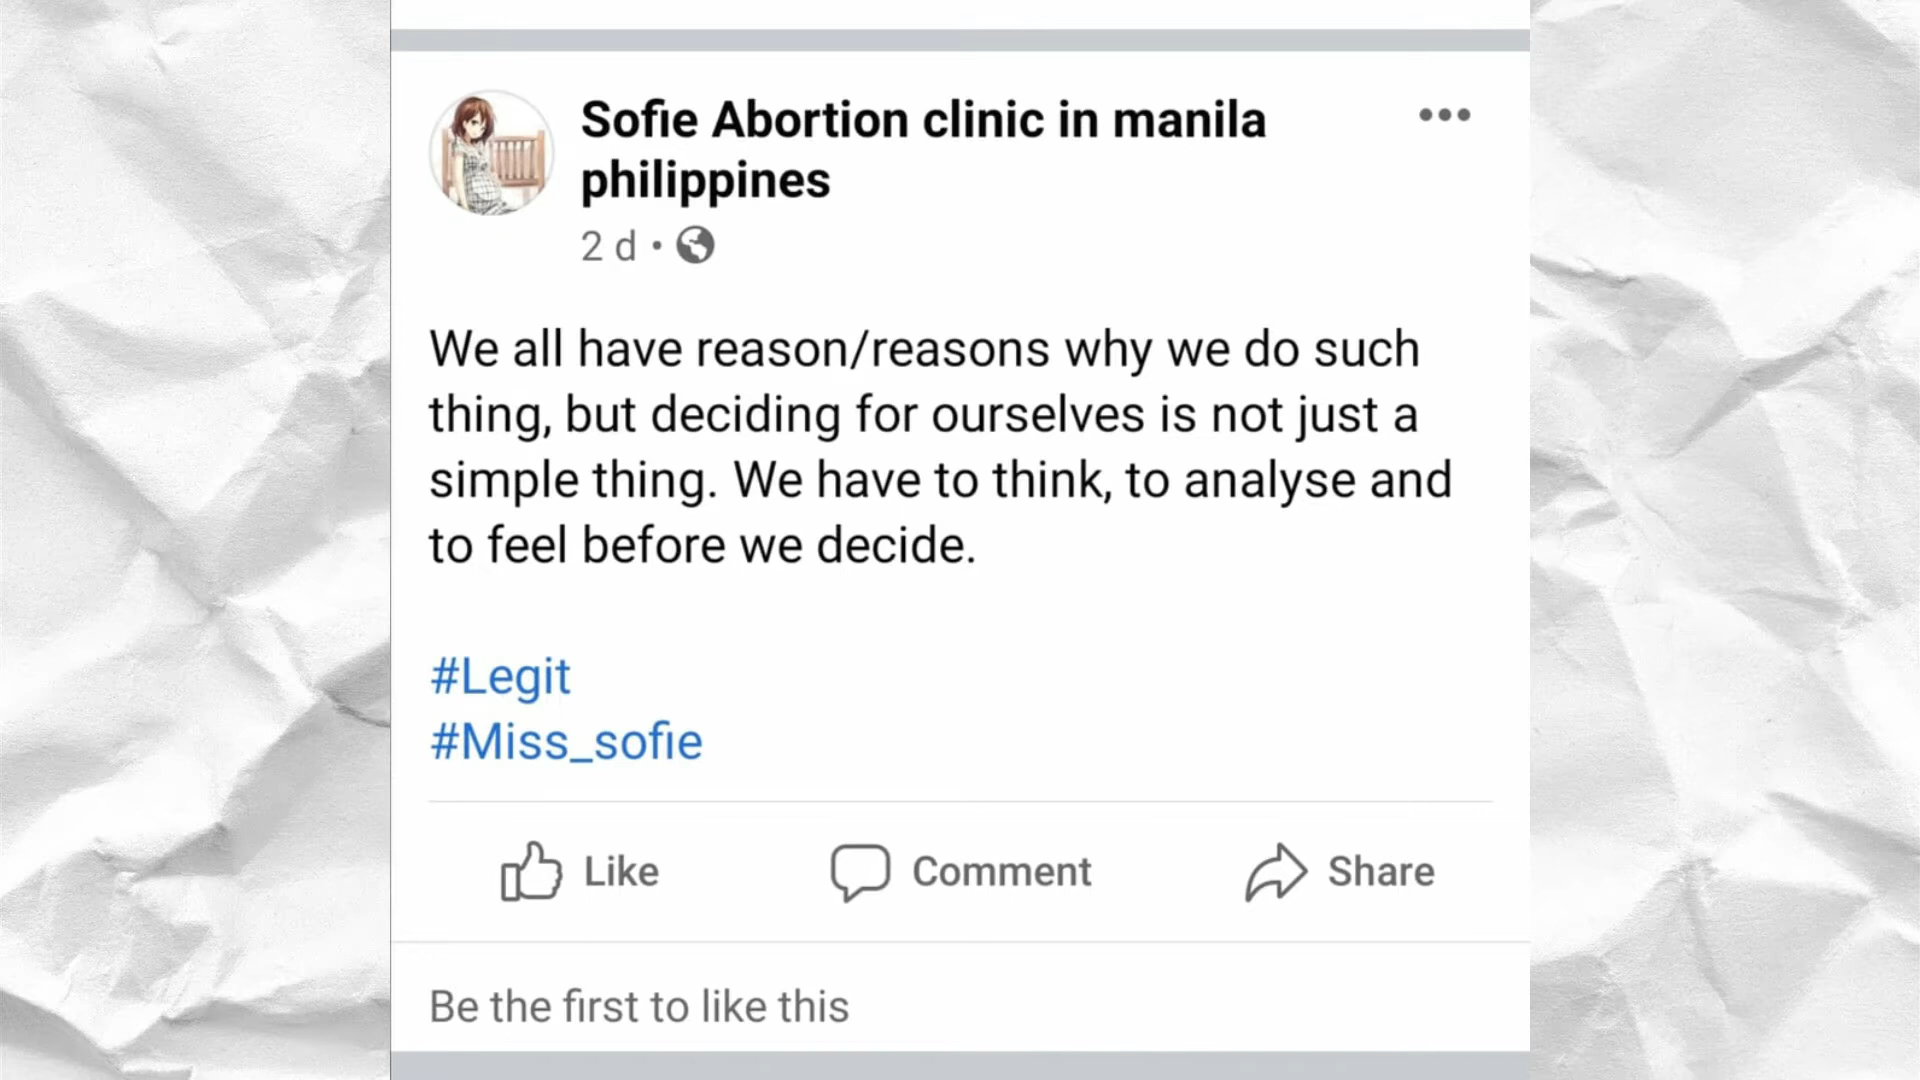 Sofie Abortion clinic in manila
philippines
2 d •
We all have reason/reasons why we do such
thing, but deciding for ourselves is not just a
simple thing. We have to think, to analyse and
to feel before we decide.
#Legit
#Miss_sofie
Like Comment Share
Be the first to like this